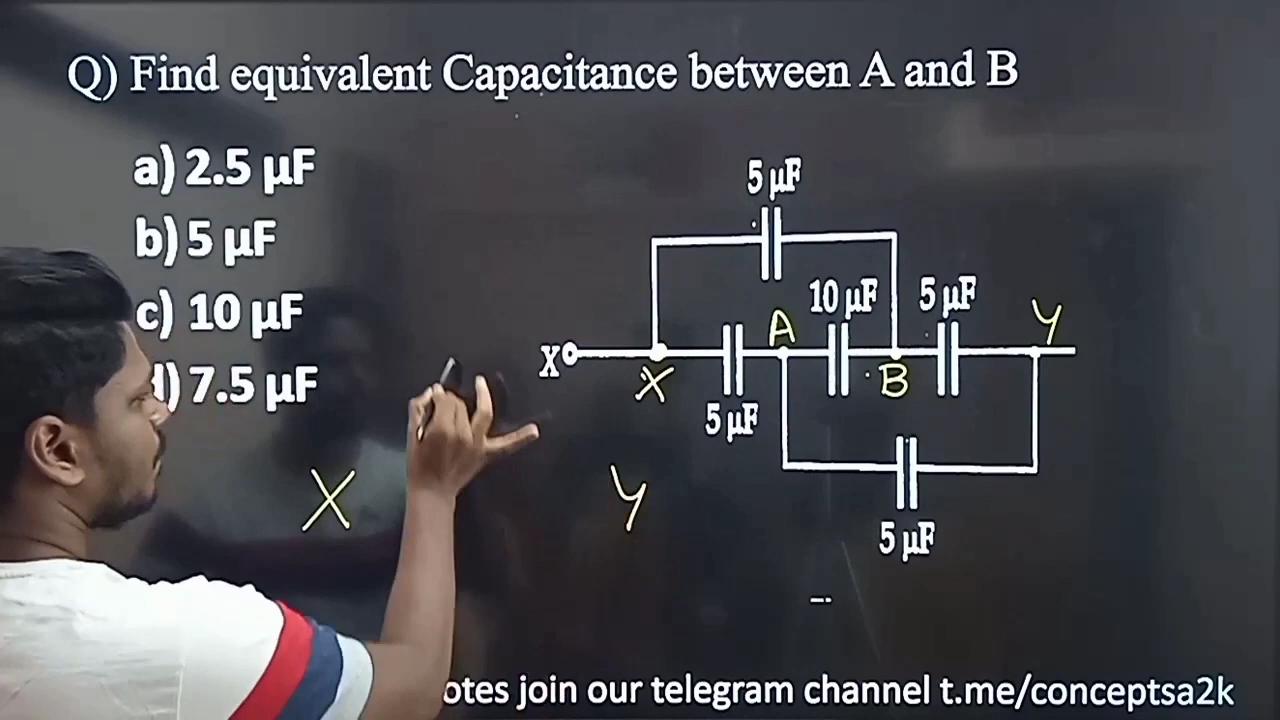 Q) Find equivalent Capacitance between A and B
a) 2.5 µF
b) 5 µF
c) 10 µF
d) 7.5 µF
5 µF
10 µF 5 µF
A Y
X X B
5 µF
X Y
5 µF
otes join our telegram channel t.me/conceptsa2k